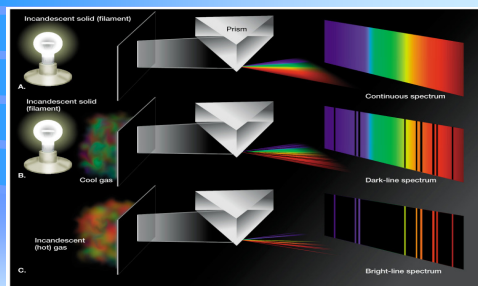 Incandescent solid (filament)
Prism
A.
Continuous spectrum
Incandescent solid
(filament)
B.
Cool gas
Dark-line spectrum
Incandescent
(hot) gas
C.
Bright-line spectrum